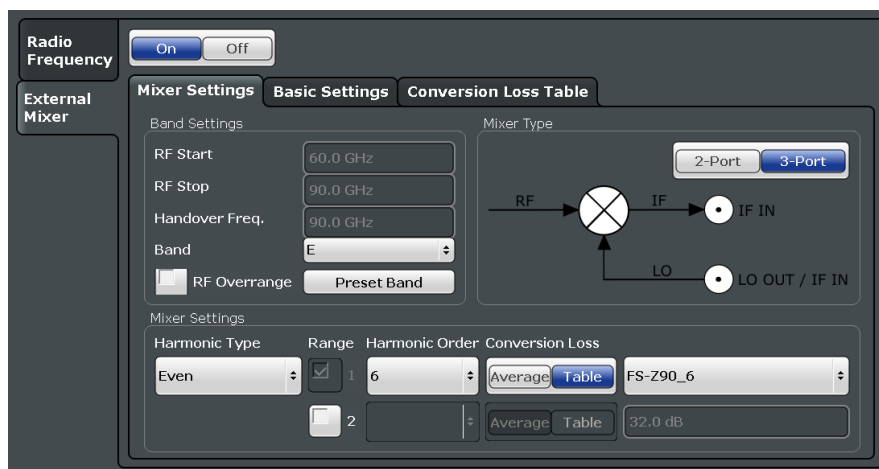 Radio
Frequency
On Off
External
Mixer
Mixer Settings Basic Settings Conversion Loss Table
Band Settings
RF Start 60.0 GHz
RF Stop 90.0 GHz
Handover Freq. 90.0 GHz
Band E
RF Overrange Preset Band
Mixer Type
2-Port 3-Port
RF IF IF IN
LO LO OUT / IF IN
Mixer Settings
Harmonic Type Range Harmonic Order Conversion Loss
Even 1 6 Average Table FS-Z90_6
2 Average Table 32.0 dB